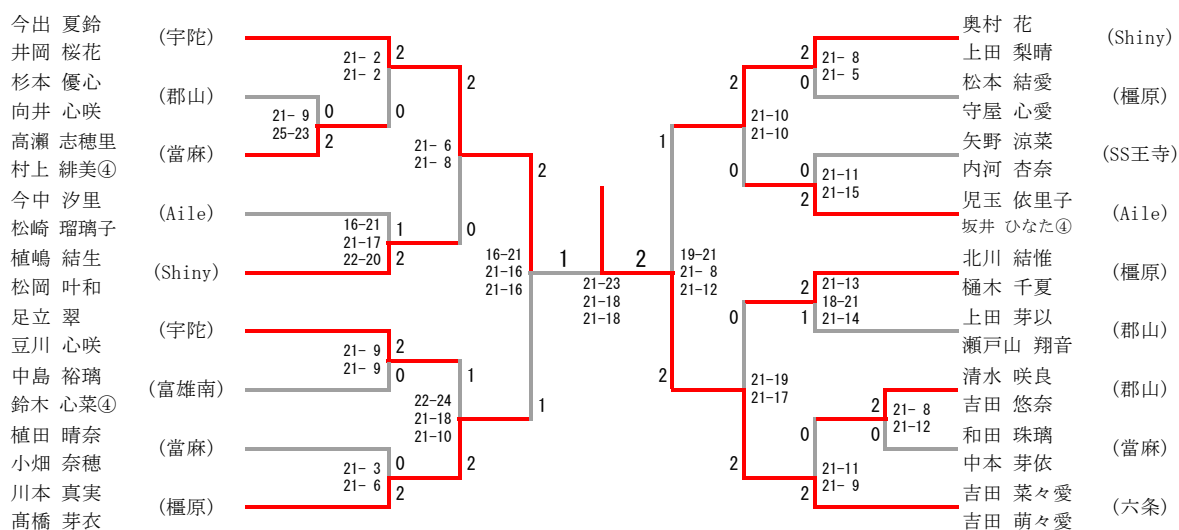 今出 夏鈴
井岡 桜花
(宇陀)
杉本 優心
向井 心咲
(郡山)
高瀬 志穂里
村上 緋美④
(當麻)
今中 汐里
松崎 瑠璃子
(Aile)
植嶋 結生
松岡 叶和
(Shiny)
足立 翠
豆川 心咲
(宇陀)
中島 裕璃
鈴木 心菜④
(富雄南)
植田 晴奈
小畑 奈穂
(當麻)
川本 真実
髙橋 芽衣
(橿原)
21- 2
21- 2
2
0
21- 9
25-23
0
2
16-21
21-17
22-20
1
2
21- 6
21- 8
2
0
21- 9
21- 9
2
0
21- 3
21- 6
0
2
22-24
21-18
21-10
1
2
16-21
21-16
21-16
2
1
1
2
21-23
21-18
21-18
19-21
21- 8
21-12
1
2
21-10
21-10
2
0
21- 8
21- 5
2
0
21-11
21-15
0
2
21-19
21-17
0
2
21-13
18-21
21-14
2
1
21- 8
21-12
2
0
21-11
21- 9
0
2
奥村 花
上田 梨晴
(Shiny)
松本 結愛
守屋 心愛
(橿原)
矢野 涼菜
内河 杏奈
(SS王寺)
児玉 依里子
坂井 ひなた④
(Aile)
北川 結惟
樋木 千夏
(橿原)
上田 芽以
瀬戸山 翔音
(郡山)
清水 咲良
吉田 悠奈
(郡山)
和田 珠璃
中本 芽依
(當麻)
吉田 菜々愛
吉田 萌々愛
(六条)